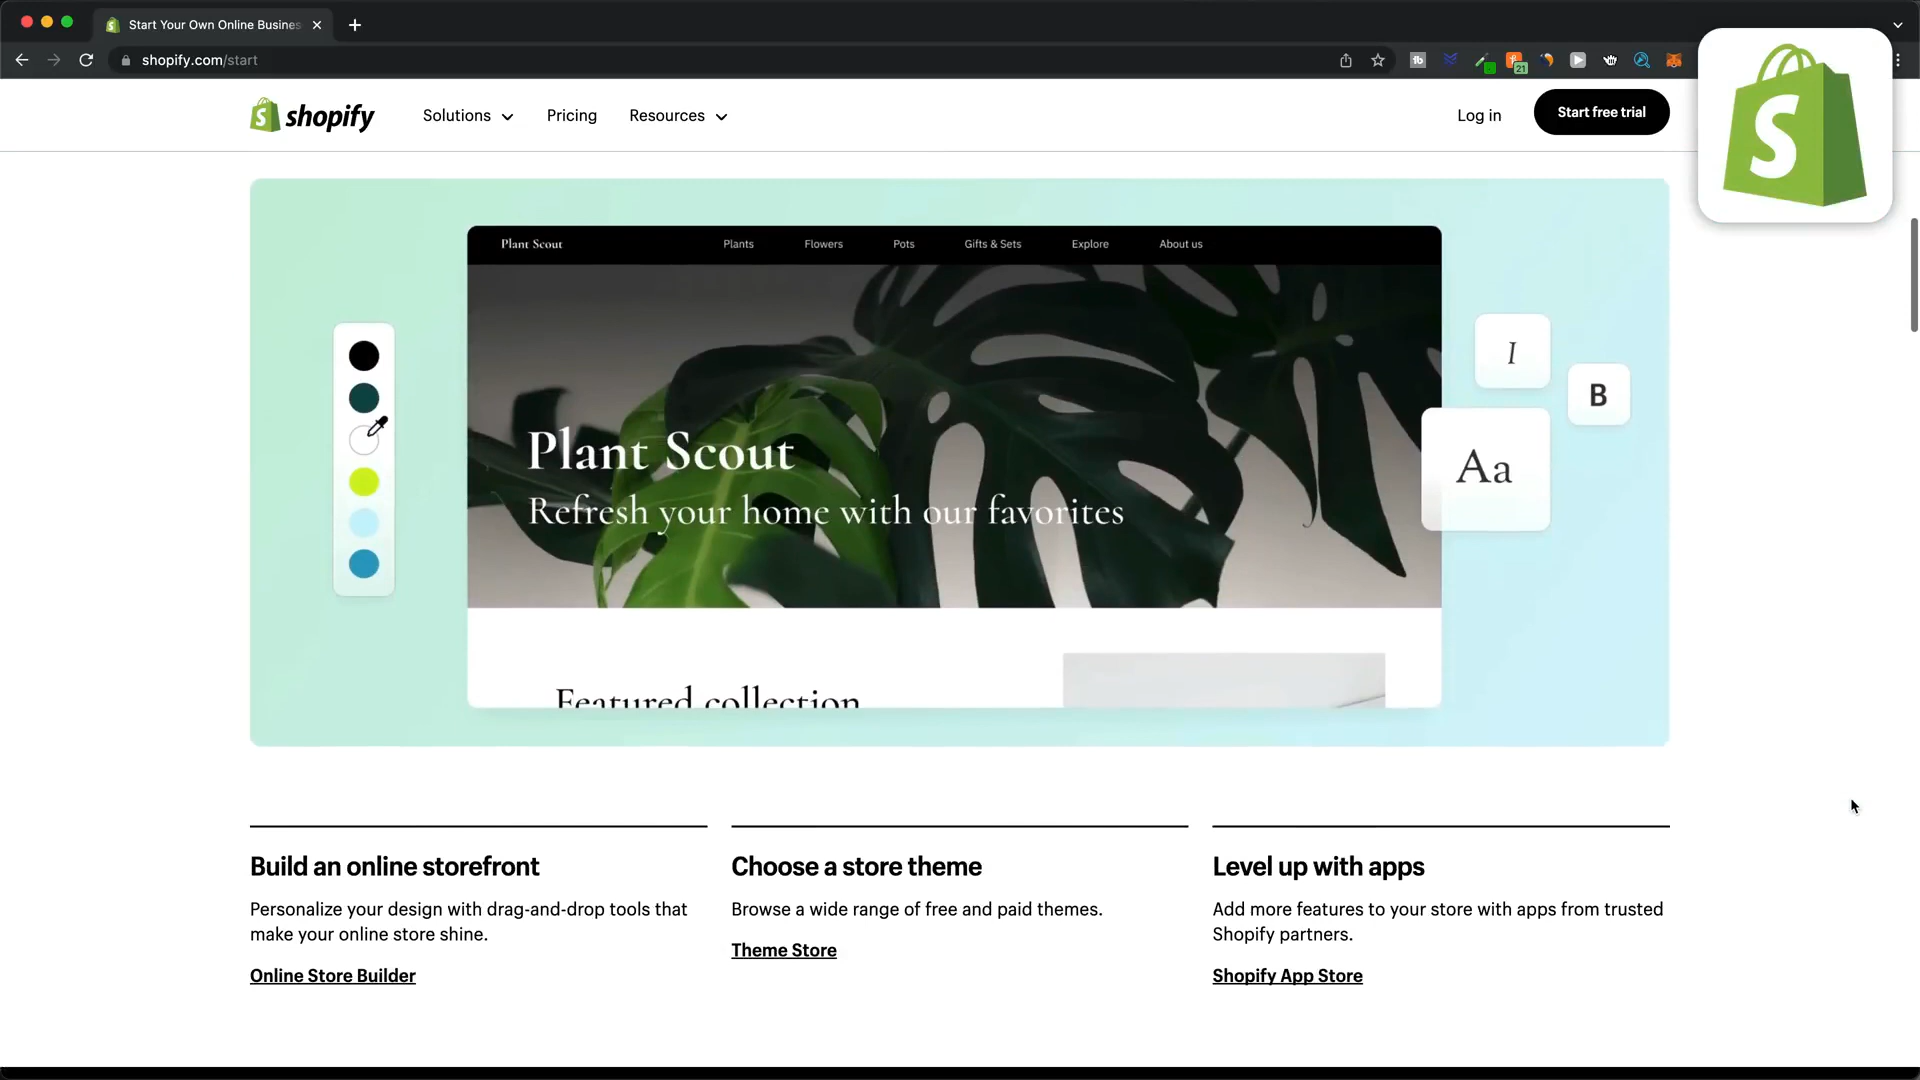 Start Your Own Online Busines
shopify.com/start
21
shopify
Solutions
Pricing
Resources
Log in
Start free trial
S
Plant Scout
Plants
Flowers
Pots
Gifts & Sets
Explore
About us
I
B
Aa
Plant Scout
Refresh your home with our favorites
Featured collection
Build an online storefront
Personalize your design with drag-and-drop tools that
make your online store shine.
Online Store Builder
Choose a store theme
Browse a wide range of free and paid themes.
Theme Store
Level up with apps
Add more features to your store with apps from trusted
Shopify partners.
Shopify App Store